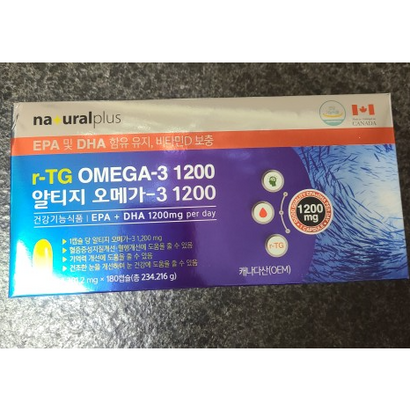 naturalplus
CANADA
EPA 및 DHA 함유 유지, 비타민D 보충
r-TG OMEGA-3 1200
알티지 오메가-3 1200
건강기능식품 | EPA + DHA 1200mg per day
1캡슐 당 알티지 오메가-3 1,200 mg
혈중중성지질개선·혈행개선에 도움을 줄 수 있음
기억력 개선에 도움을 줄 수 있음
건조한 눈을 개선하여 눈 건강에 도움을 줄 수 있음
mg × 180캡슐(총 234.216 g)
1200
mg
r-TG
캐나다산(OEM)